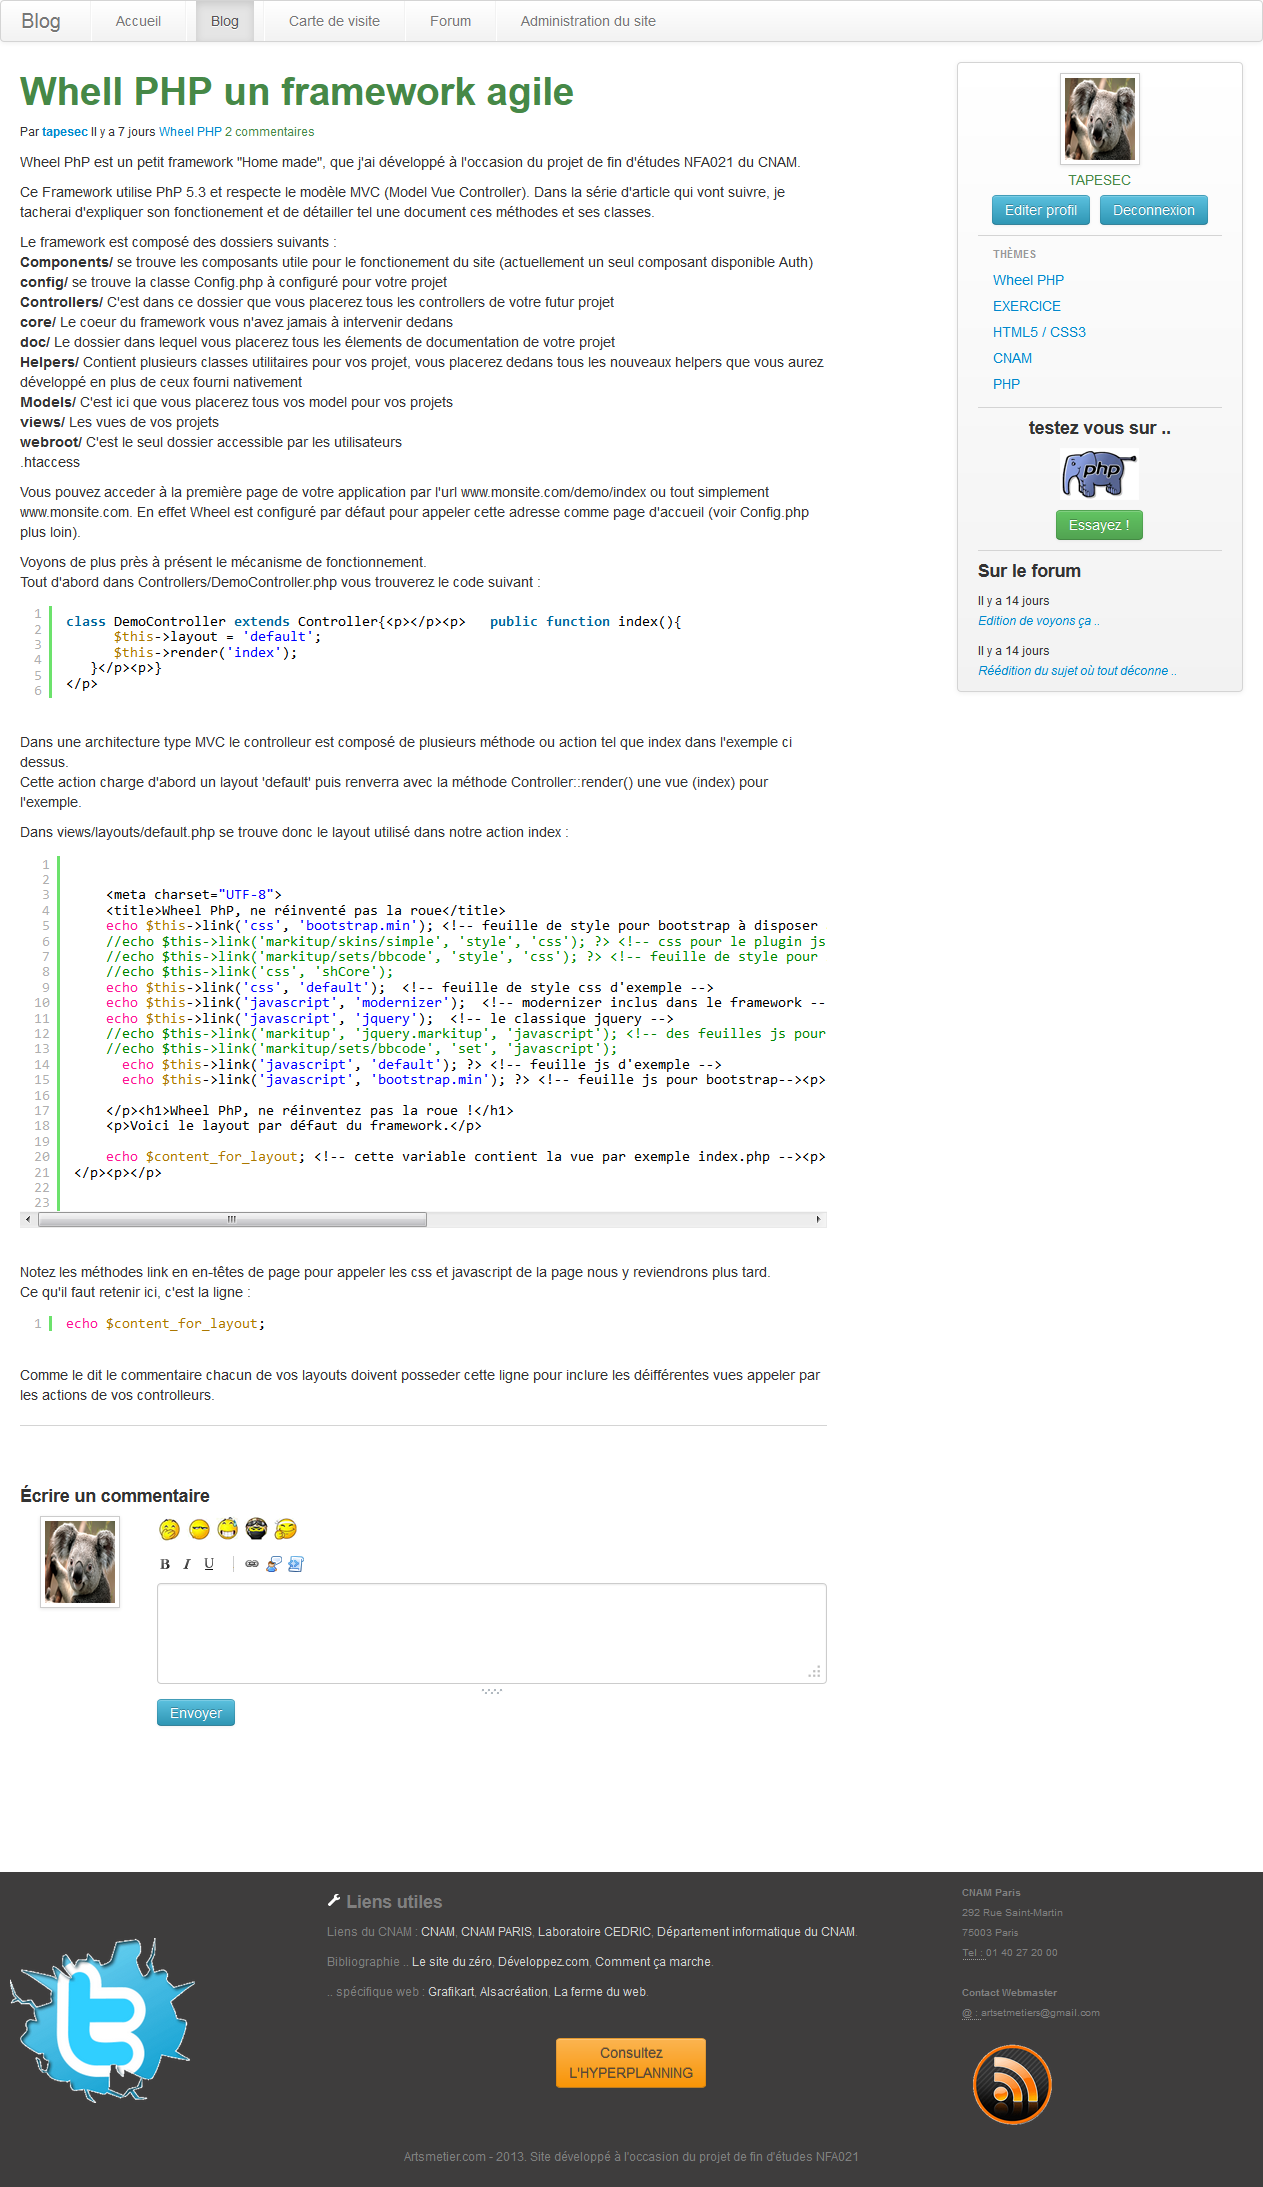 Blog
Accueil
Blog
Carte de visite
Forum
Administration du site
Whell PHP un framework agile
Par tapesec Il y a 7 jours Wheel PHP 2 commentaires
Wheel PhP est un petit framework "Home made", que j'ai développé à l'occasion du projet de fin d'études NFA021 du CNAM.
Ce Framework utilise PhP 5.3 et respecte le modèle MVC (Model Vue Controller). Dans la série d'article qui vont suivre, je
tacherai d'expliquer son fonctionement et de détailler tel une document ces méthodes et ses classes.
Le framework est composé des dossiers suivants :
Components/ se trouve les composants utile pour le fonctionement du site (actuellement un seul composant disponible Auth)
config/ se trouve la classe Config.php à configuré pour votre projet
Controllers/ C'est dans ce dossier que vous placerez tous les controllers de votre futur projet
core/ Le coeur du framework vous n'avez jamais à intervenir dedans
doc/ Le dossier dans lequel vous placerez tous les élements de documentation de votre projet
Helpers/ Contient plusieurs classes utilitaires pour vos projet, vous placerez dedans tous les nouveaux helpers que vous aurez
développé en plus de ceux fourni nativement
Models/ C'est ici que vous placerez tous vos model pour vos projets
views/ Les vues de vos projets
webroot/ C'est le seul dossier accessible par les utilisateurs
.htaccess
Vous pouvez acceder à la première page de votre application par l'url www.monsite.com/demo/index ou tout simplement
www.monsite.com. En effet Wheel est configuré par défaut pour appeler cette adresse comme page d'accueil (voir Config.php
plus loin).
Voyons de plus près à présent le mécanisme de fonctionnement.
Tout d'abord dans Controllers/DemoController.php vous trouverez le code suivant :
1 class DemoController extends Controller{<p></p><p>   public function index(){
2       $this->layout = 'default';
3       $this->render('index');
4    }</p><p>}
5 </p>
6
Dans une architecture type MVC le controlleur est composé de plusieurs méthode ou action tel que index dans l'exemple ci
dessus.
Cette action charge d'abord un layout 'default' puis renverra avec la méthode Controller::render() une vue (index) pour
l'exemple.
Dans views/layouts/default.php se trouve donc le layout utilisé dans notre action index :
1
2
3     <meta charset="UTF-8">
4     <title>Wheel PhP, ne réinventé pas la roue</title>
5     echo $this->link('css', 'bootstrap.min'); <!-- feuille de style pour bootstrap à disposer
6     //echo $this->link('markitup/skins/simple', 'style', 'css'); ?> <!-- css pour le plugin js
7     //echo $this->link('markitup/sets/bbcode', 'style', 'css'); ?> <!-- feuille de style pour
8     //echo $this->link('css', 'shCore');
9     echo $this->link('css', 'default');  <!-- feuille de style css d'exemple -->
10     echo $this->link('javascript', 'modernizer');  <!-- modernizer inclus dans le framework --
11     echo $this->link('javascript', 'jquery');  <!-- le classique jquery -->
12     //echo $this->link('markitup', 'jquery.markitup', 'javascript'); <!-- des feuilles js pour
13     //echo $this->link('markitup/sets/bbcode', 'set', 'javascript');
14       echo $this->link('javascript', 'default'); ?> <!-- feuille js d'exemple -->
15       echo $this->link('javascript', 'bootstrap.min'); ?> <!-- feuille js pour bootstrap--><p>
16
17     </p><h1>Wheel PhP, ne réinventez pas la roue !</h1>
18     <p>Voici le layout par défaut du framework.</p>
19
20     echo $content_for_layout; <!-- cette variable contient la vue par exemple index.php --><p>
21 </p><p></p>
22
23
Notez les méthodes link en en-têtes de page pour appeler les css et javascript de la page nous y reviendrons plus tard.
Ce qu'il faut retenir ici, c'est la ligne :
1 echo $content_for_layout;
Comme le dit le commentaire chacun de vos layouts doivent posseder cette ligne pour inclure les déifférentes vues appeler par
les actions de vos controlleurs.
Écrire un commentaire
B I U
Envoyer
TAPESEC
Editer profil
Deconnexion
THÈMES
Wheel PHP
EXERCICE
HTML5 / CSS3
CNAM
PHP
testez vous sur ..
php
Essayez !
Sur le forum
Il y a 14 jours
Edition de voyons ça ..
Il y a 14 jours
Réédition du sujet où tout déconne ..
Liens utiles
Liens du CNAM : CNAM, CNAM PARIS, Laboratoire CEDRIC, Département informatique du CNAM.
Bibliographie .. Le site du zéro, Développez.com, Comment ça marche.
.. spécifique web : Grafikart, Alsacréation, La ferme du web.
Consultez
L'HYPERPLANNING
CNAM Paris
292 Rue Saint-Martin
75003 Paris
Tel : 01 40 27 20 00
Contact Webmaster
@ : artsetmetiers@gmail.com
Artsmetier.com - 2013. Site développé à l'occasion du projet de fin d'études NFA021